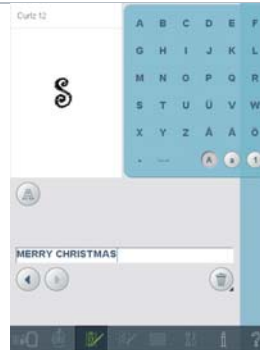 Curlz 12
A B C D E F
G H I J K L
M N O P Q R
S T U Ü V W
X Y Z Ä Å Ö
. _
A a 1
S
A
MERRY CHRISTMAS